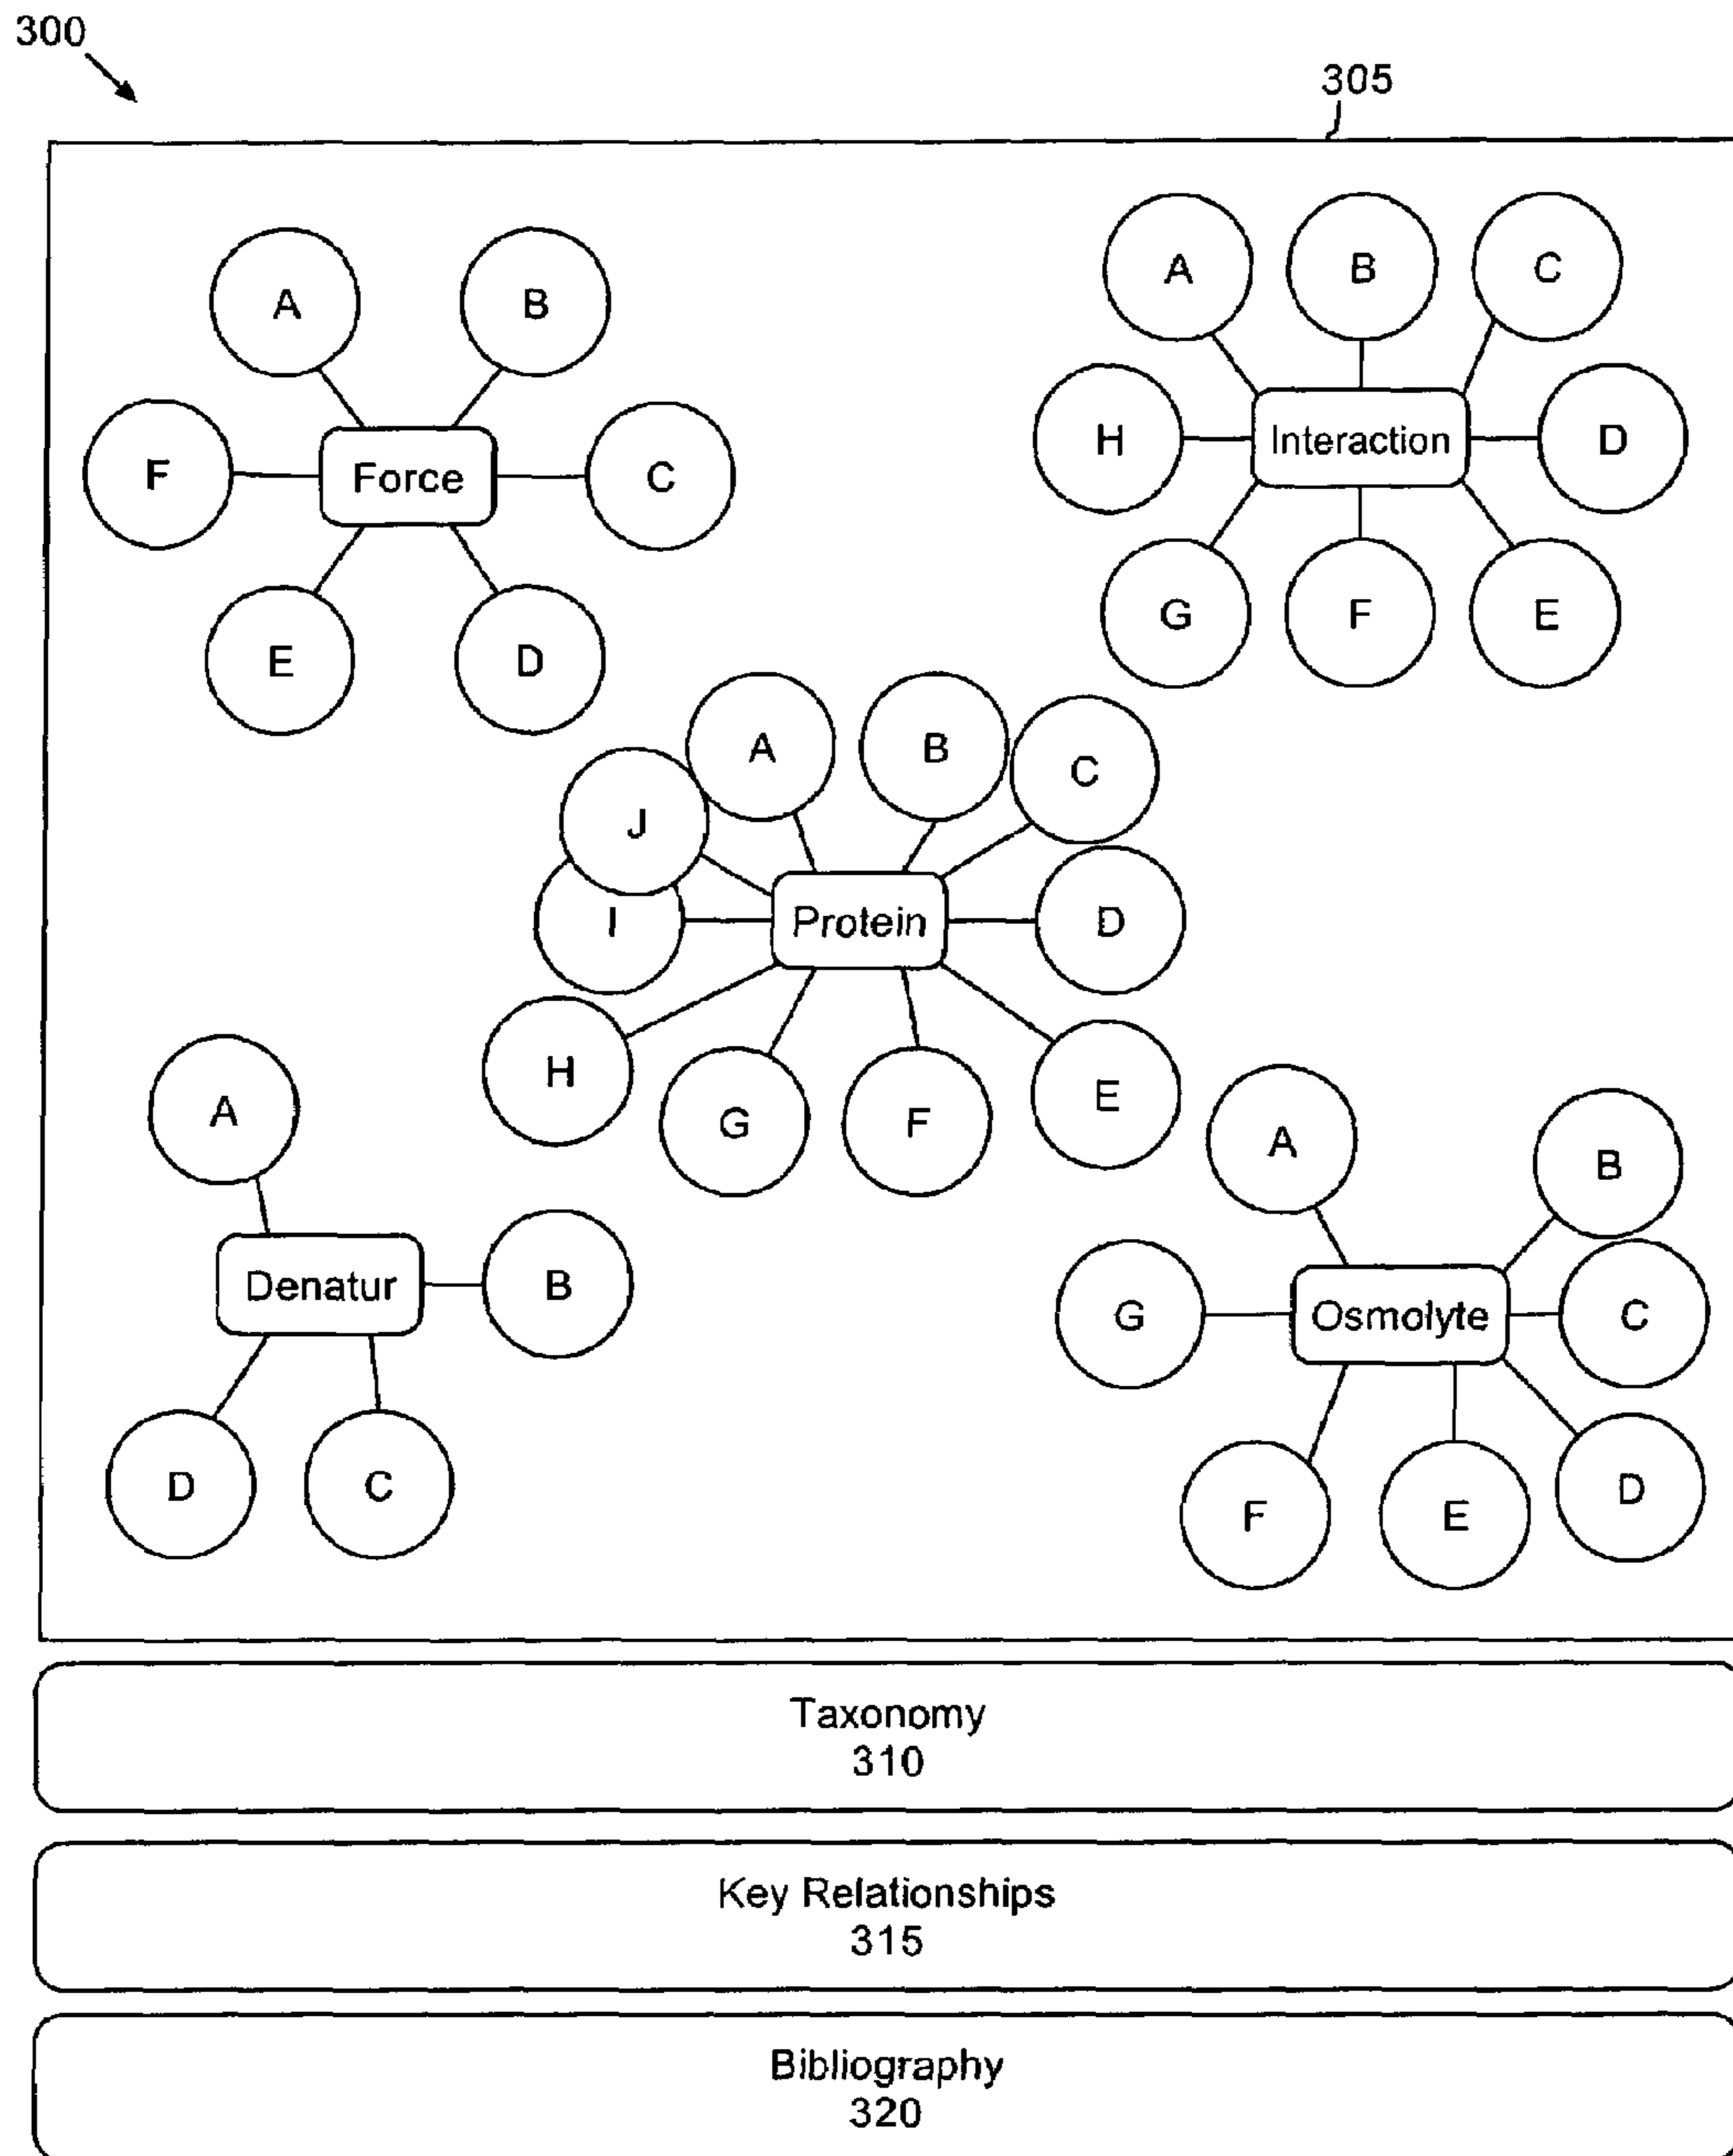 300
305
A
B
F
Force
C
E
D
A
B
C
H
Interaction
D
G
F
E
A
B
C
J
I
Protein
D
H
G
F
E
A
Denatur
B
D
C
A
B
G
Osmolyte
C
F
E
D
Taxonomy
310
Key Relationships
315
Bibliography
320